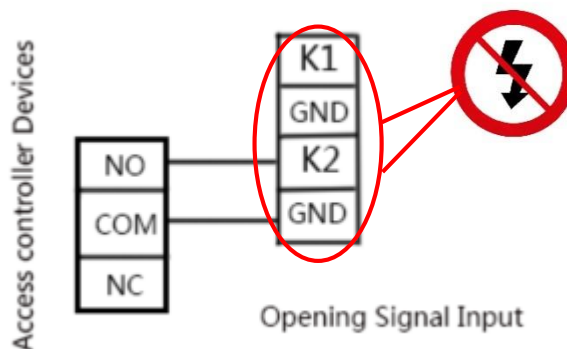 Access controller Devices
NO
COM
NC
K1
GND
K2
GND
Opening Signal Input